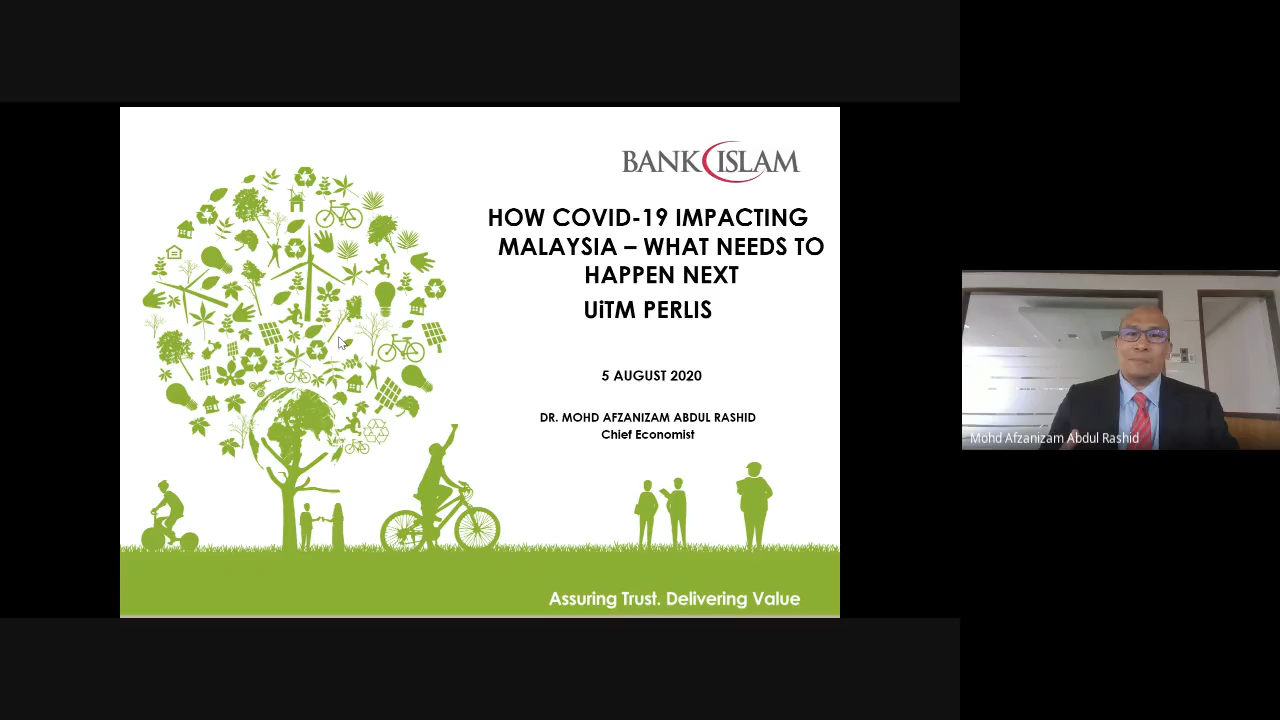 BANK ISLAM
HOW COVID-19 IMPACTING
MALAYSIA – WHAT NEEDS TO
HAPPEN NEXT
UiTM PERLIS
5 AUGUST 2020
DR. MOHD AFZANIZAM ABDUL RASHID
Chief Economist
Assuring Trust. Delivering Value
Mohd Afzanizam Abdul Rashid